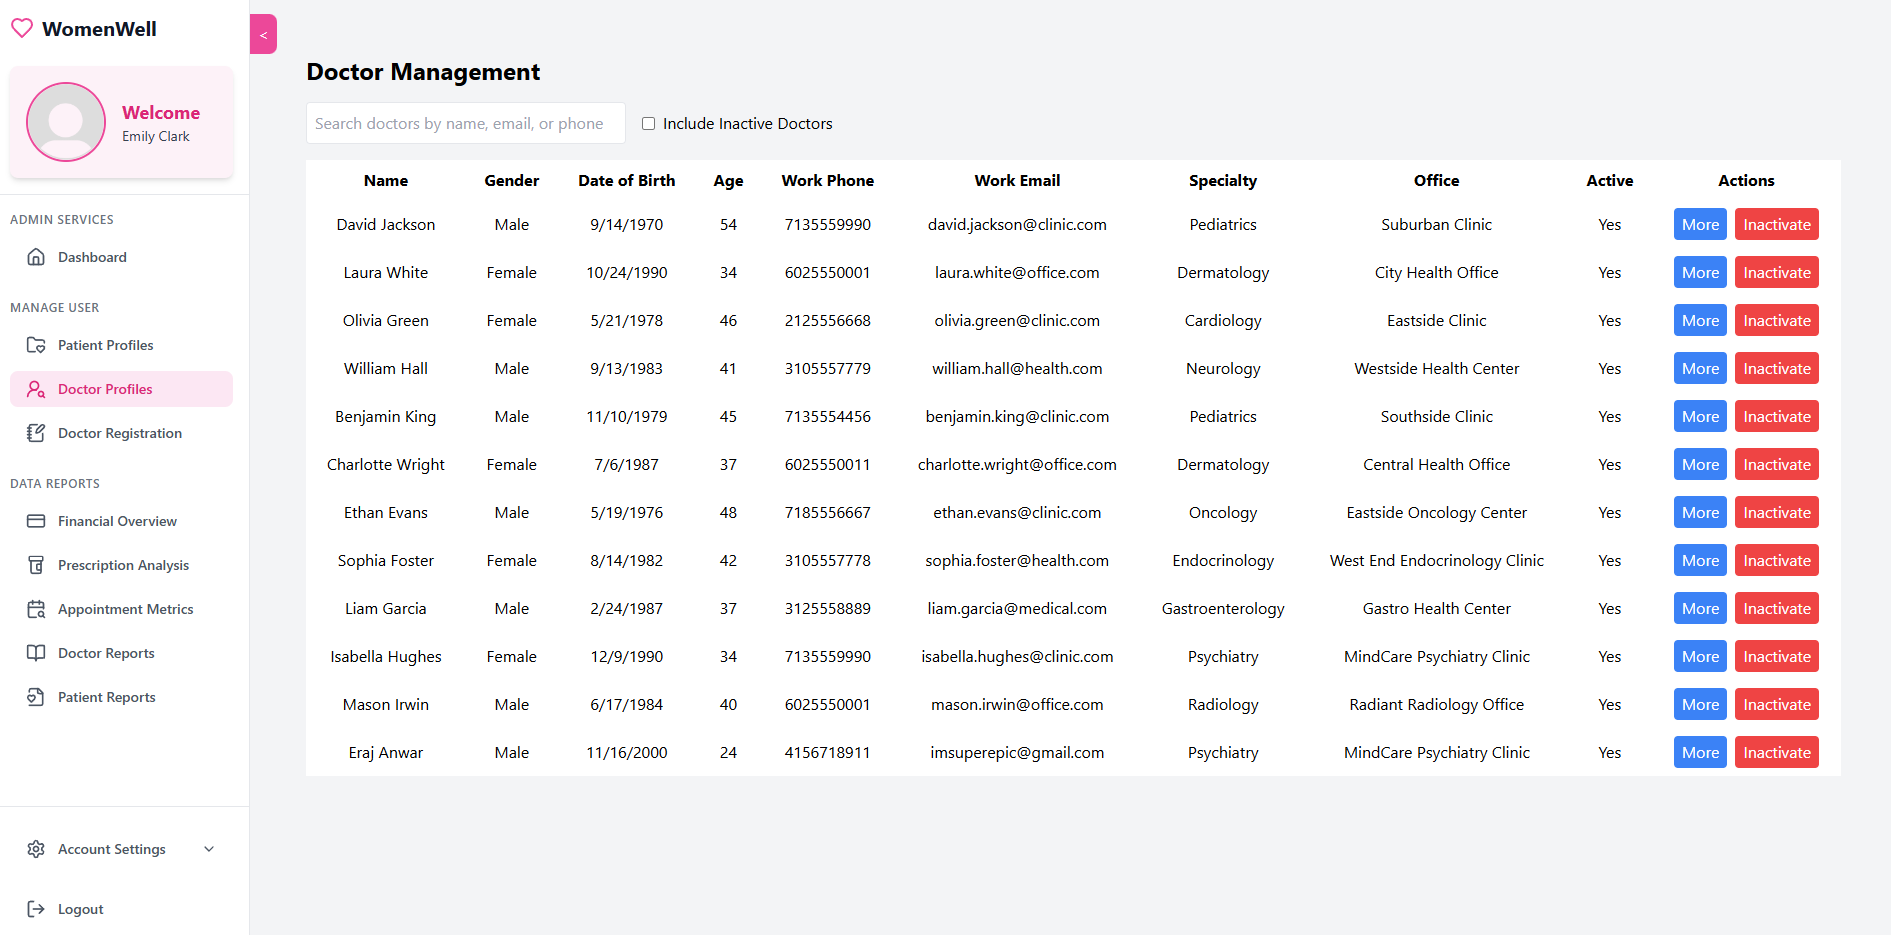 WomenWell
<
Welcome
Emily Clark
ADMIN SERVICES
Dashboard
MANAGE USER
Patient Profiles
Doctor Profiles
Doctor Registration
DATA REPORTS
Financial Overview
Prescription Analysis
Appointment Metrics
Doctor Reports
Patient Reports
Account Settings
Logout
Doctor Management
Search doctors by name, email, or phone Include Inactive Doctors
Name Gender Date of Birth Age Work Phone Work Email Specialty Office Active Actions
David Jackson Male 9/14/1970 54 7135559990 david.jackson@clinic.com Pediatrics Suburban Clinic Yes More Inactivate
Laura White Female 10/24/1990 34 6025550001 laura.white@office.com Dermatology City Health Office Yes More Inactivate
Olivia Green Female 5/21/1978 46 2125556668 olivia.green@clinic.com Cardiology Eastside Clinic Yes More Inactivate
William Hall Male 9/13/1983 41 3105557779 william.hall@health.com Neurology Westside Health Center Yes More Inactivate
Benjamin King Male 11/10/1979 45 7135554456 benjamin.king@clinic.com Pediatrics Southside Clinic Yes More Inactivate
Charlotte Wright Female 7/6/1987 37 6025550011 charlotte.wright@office.com Dermatology Central Health Office Yes More Inactivate
Ethan Evans Male 5/19/1976 48 7185556667 ethan.evans@clinic.com Oncology Eastside Oncology Center Yes More Inactivate
Sophia Foster Female 8/14/1982 42 3105557778 sophia.foster@health.com Endocrinology West End Endocrinology Clinic Yes More Inactivate
Liam Garcia Male 2/24/1987 37 3125558889 liam.garcia@medical.com Gastroenterology Gastro Health Center Yes More Inactivate
Isabella Hughes Female 12/9/1990 34 7135559990 isabella.hughes@clinic.com Psychiatry MindCare Psychiatry Clinic Yes More Inactivate
Mason Irwin Male 6/17/1984 40 6025550001 mason.irwin@office.com Radiology Radiant Radiology Office Yes More Inactivate
Eraj Anwar Male 11/16/2000 24 4156718911 imsuperepic@gmail.com Psychiatry MindCare Psychiatry Clinic Yes More Inactivate